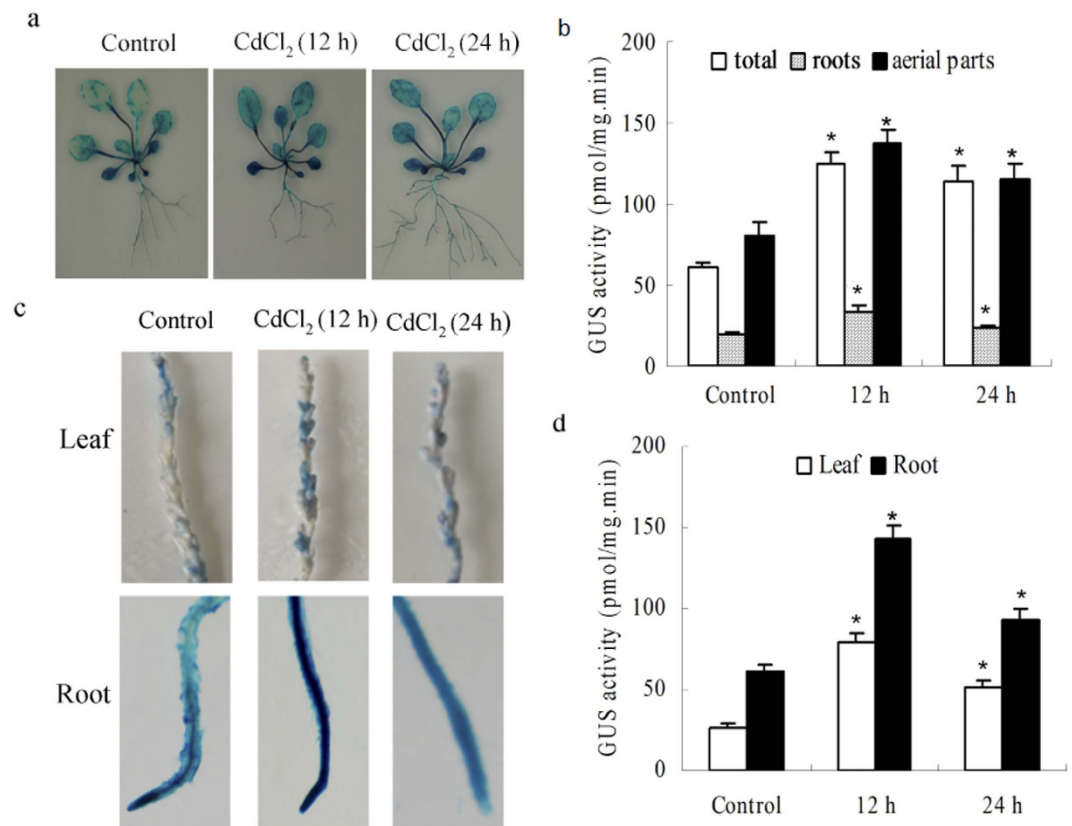 a
Control CdCl2 (12 h) CdCl2 (24 h)
b
200
150
100
50
0
GUS activity (pmol/mg.min)
total roots aerial parts
* * * * * *
Control 12 h 24 h
c
Control CdCl2 (12 h) CdCl2 (24 h)
Leaf
Root
d
200
150
100
50
0
GUS activity (pmol/mg.min)
Leaf Root
* * * *
Control 12 h 24 h